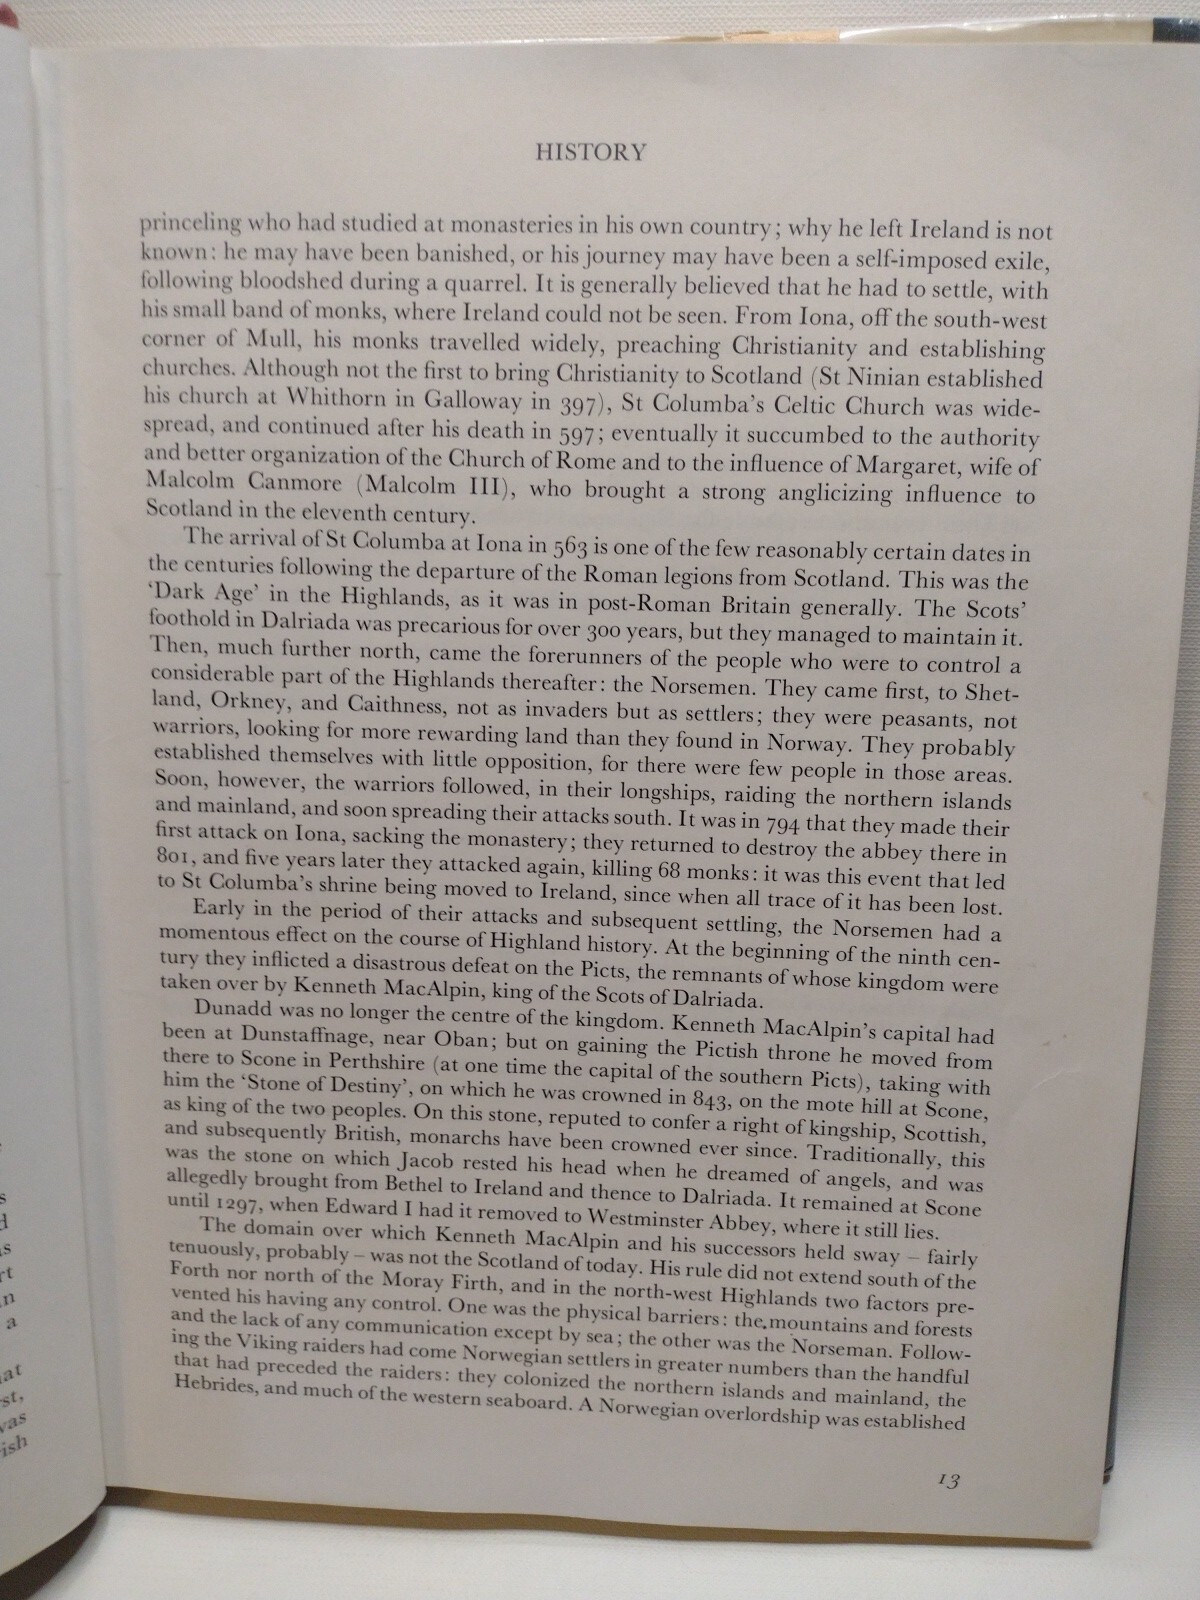 HISTORY
princeling who had studied at monasteries in his own country; why he left Ireland is not
known: he may have been banished, or his journey may have been a self-imposed exile,
following bloodshed during a quarrel. It is generally believed that he had to settle, with
his small band of monks, where Ireland could not be seen. From Iona, off the south-west
corner of Mull, his monks travelled widely, preaching Christianity and establishing
churches. Although not the first to bring Christianity to Scotland (St Ninian established
his church at Whithorn in Galloway in 397), St Columba's Celtic Church was wide-
spread, and continued after his death in 597; eventually it succumbed to the authority
and better organization of the Church of Rome and to the influence of Margaret, wife of
Malcolm Canmore (Malcolm III), who brought a strong anglicizing influence to
Scotland in the eleventh century.
The arrival of St Columba at Iona in 563 is one of the few reasonably certain dates in
the centuries following the departure of the Roman legions from Scotland. This was the
'Dark Age' in the Highlands, as it was in post-Roman Britain generally. The Scots'
foothold in Dalriada was precarious for over 300 years, but they managed to maintain it.
Then, much further north, came the forerunners of the people who were to control a
considerable part of the Highlands thereafter: the Norsemen. They came first, to Shet-
land, Orkney, and Caithness, not as invaders but as settlers; they were peasants, not
warriors, looking for more rewarding land than they found in Norway. They probably
established themselves with little opposition, for there were few people in those areas.
Soon, however, the warriors followed, in their longships, raiding the northern islands
and mainland, and soon spreading their attacks south. It was in 794 that they made their
first attack on Iona, sacking the monastery; they returned to destroy the abbey there in
801, and five years later they attacked again, killing 68 monks: it was this event that led
to St Columba's shrine being moved to Ireland, since when all trace of it has been lost.
Early in the period of their attacks and subsequent settling, the Norsemen had a
momentous effect on the course of Highland history. At the beginning of the ninth cen-
tury they inflicted a disastrous defeat on the Picts, the remnants of whose kingdom were
taken over by Kenneth MacAlpin, king of the Scots of Dalriada.
Dunadd was no longer the centre of the kingdom. Kenneth MacAlpin's capital had
been at Dunstaffnage, near Oban; but on gaining the Pictish throne he moved from
there to Scone in Perthshire (at one time the capital of the southern Picts), taking with
him the 'Stone of Destiny', on which he was crowned in 843, on the mote hill at Scone,
as king of the two peoples. On this stone, reputed to confer a right of kingship, Scottish,
and subsequently British, monarchs have been crowned ever since. Traditionally, this
was the stone on which Jacob rested his head when he dreamed of angels, and was
allegedly brought from Bethel to Ireland and thence to Dalriada. It remained at Scone
until 1297, when Edward I had it removed to Westminster Abbey, where it still lies.
The domain over which Kenneth MacAlpin and his successors held sway – fairly
tenuously, probably – was not the Scotland of today. His rule did not extend south of the
Forth nor north of the Moray Firth, and in the north-west Highlands two factors pre-
vented his having any control. One was the physical barriers: the mountains and forests
and the lack of any communication except by sea; the other was the Norseman. Follow-
ing the Viking raiders had come Norwegian settlers in greater numbers than the handful
that had preceded the raiders: they colonized the northern islands and mainland, the
Hebrides, and much of the western seaboard. A Norwegian overlordship was established
13